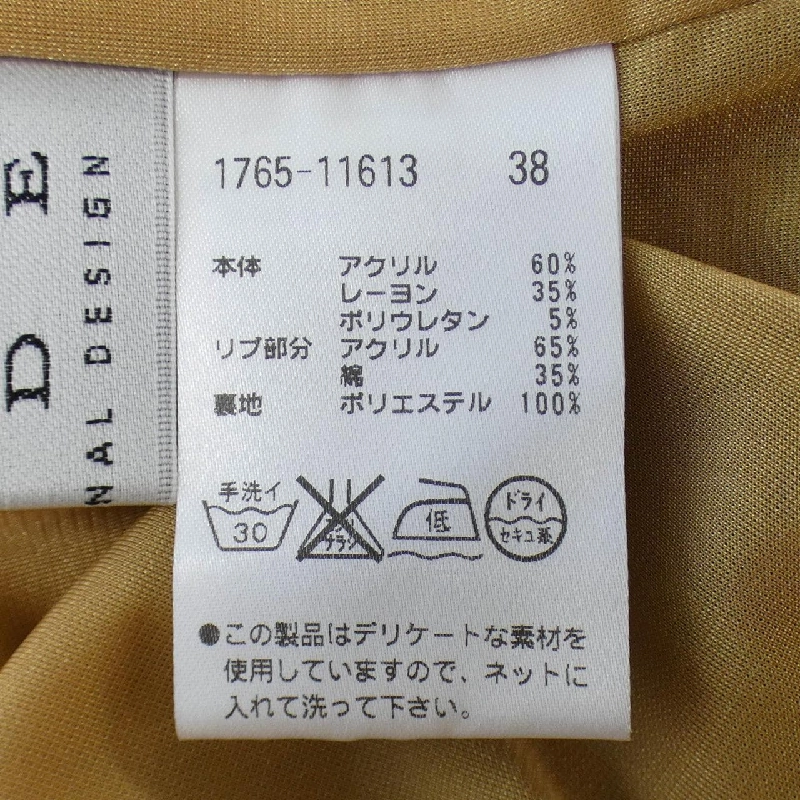 1765-11613 38
本体 アクリル 60%
レーヨン 35%
ポリウレタン 5%
リブ部分 アクリル 65%
綿 35%
裏地 ポリエステル 100%
手洗イ
30
低
ドライ
セキユ系
●この製品はデリケートな素材を
使用していますので、ネットに
入れて洗って下さい。
D E
NAL DESIGN